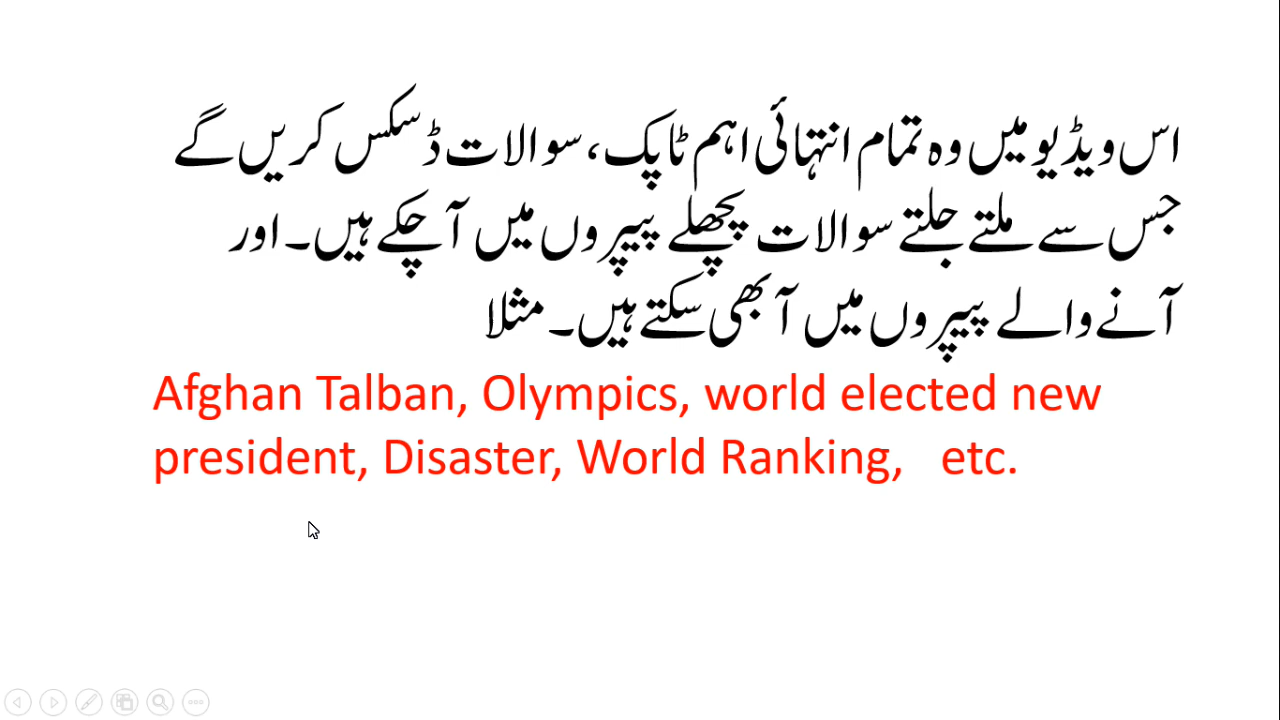 اس ویڈیو میں وہ تمام انتہائی اہم ٹاپک، سوالات ڈسکس کریں گے
جس سے ملتے جلتے سوالات پچھلے پیپروں میں آ چکے ہیں۔ اور
آنے والے پیپروں میں آ بھی سکتے ہیں۔ مثلا
Afghan Talban, Olympics, world elected new
president, Disaster, World Ranking, etc.